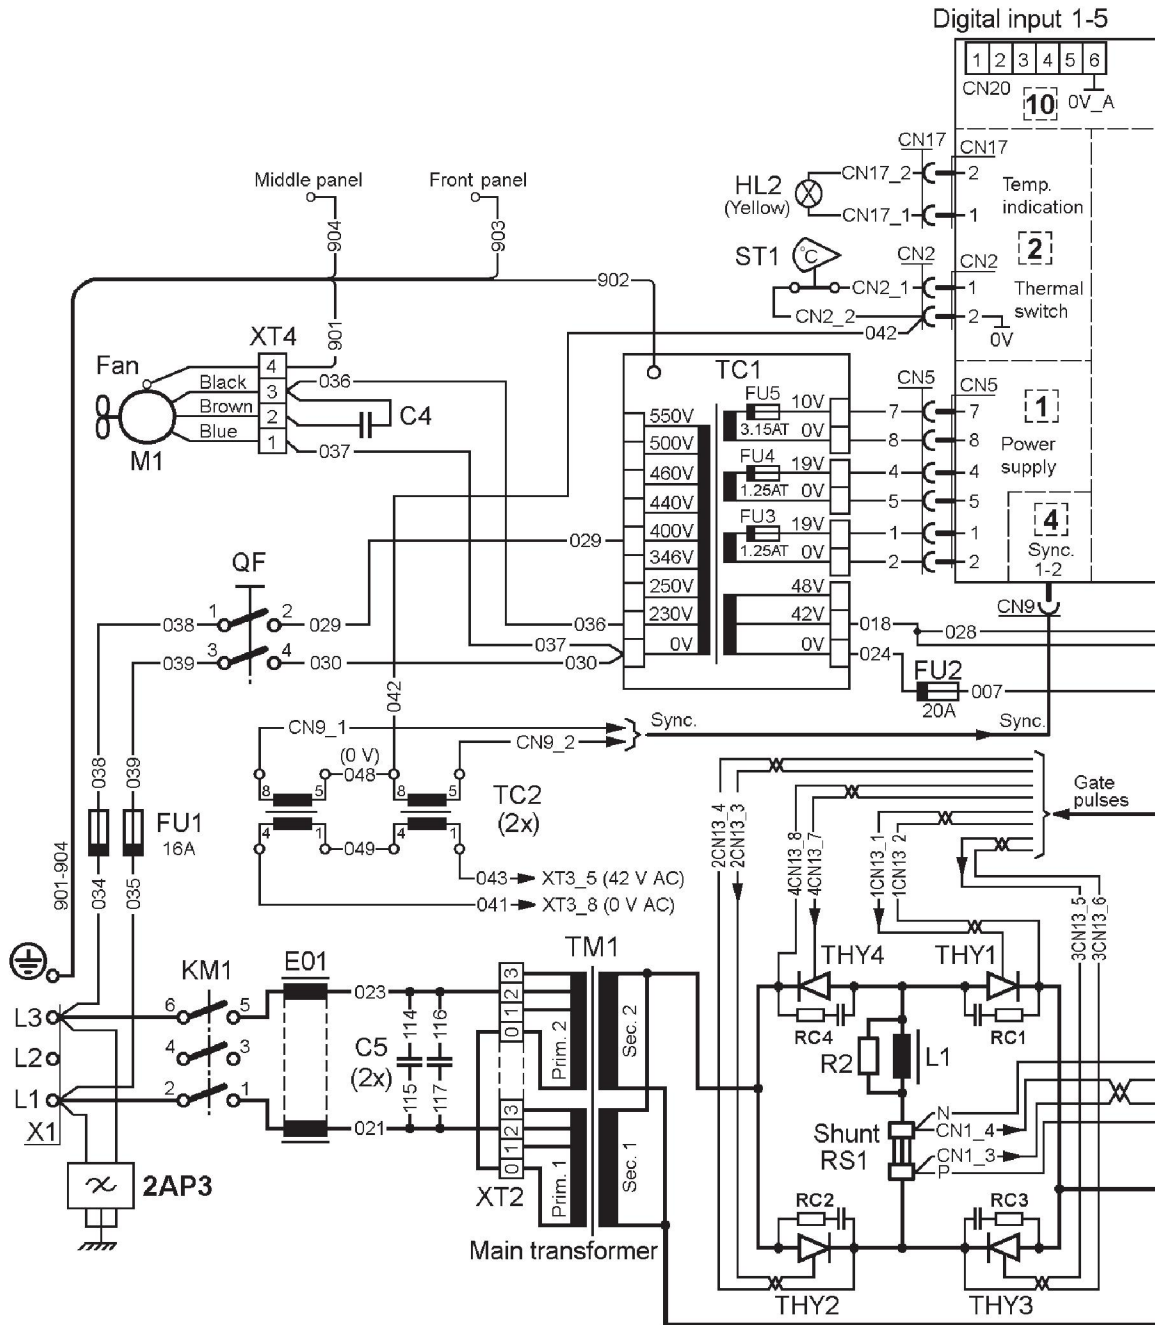 Digital input 1-5
1 2 3 4 5 6
CN20
10
0V_A
CN17
CN17
CN17_2
2
HL2
(Yellow)
CN17_1
1
Temp.
indication
2
Middle panel
Front panel
904
903
902
ST1
°C
CN2
CN2
CN2_1
1
Thermal
switch
CN2_2
2
042
0V
XT4
901
Fan
4
Black
3
036
Brown
2
C4
Blue
1
037
M1
TC1
CN5
CN5
1
Power
supply
550V
500V
460V
440V
400V
346V
250V
230V
0V
FU5
10V
7
7
3.15AT
0V
8
8
FU4
19V
4
4
1.25AT
0V
5
5
FU3
19V
1
1
1.25AT
0V
2
2
4
Sync.
1-2
48V
42V
018
028
0V
024
CN9
FU2
007
20A
029
QF
038
1
2
029
036
039
3
4
030
037
030
042
CN9_1
CN9_2
Sync.
Sync.
(0 V)
048
8
5
8
5
TC2
(2x)
4
1
4
1
049
043
XT3_5 (42 V AC)
041
XT3_8 (0 V AC)
038
039
FU1
16A
034
035
901-904
2CN13_4
2CN13_3
4CN13_8
4CN13_7
1CN13_1
1CN13_2
3CN13_5
3CN13_6
Gate
pulses
KM1
E01
TM1
THY4
THY1
L3
6
5
023
3
2
1
0
RC4
RC1
L2
4
3
C5
(2x)
114
116
115
117
Prim. 2
Sec. 2
R2
L1
L1
2
1
021
3
2
1
0
Prim. 1
Sec. 1
X1
XT2
Shunt
RS1
N
CN1_4
CN1_3
P
2AP3
Main transformer
RC2
RC3
THY2
THY3